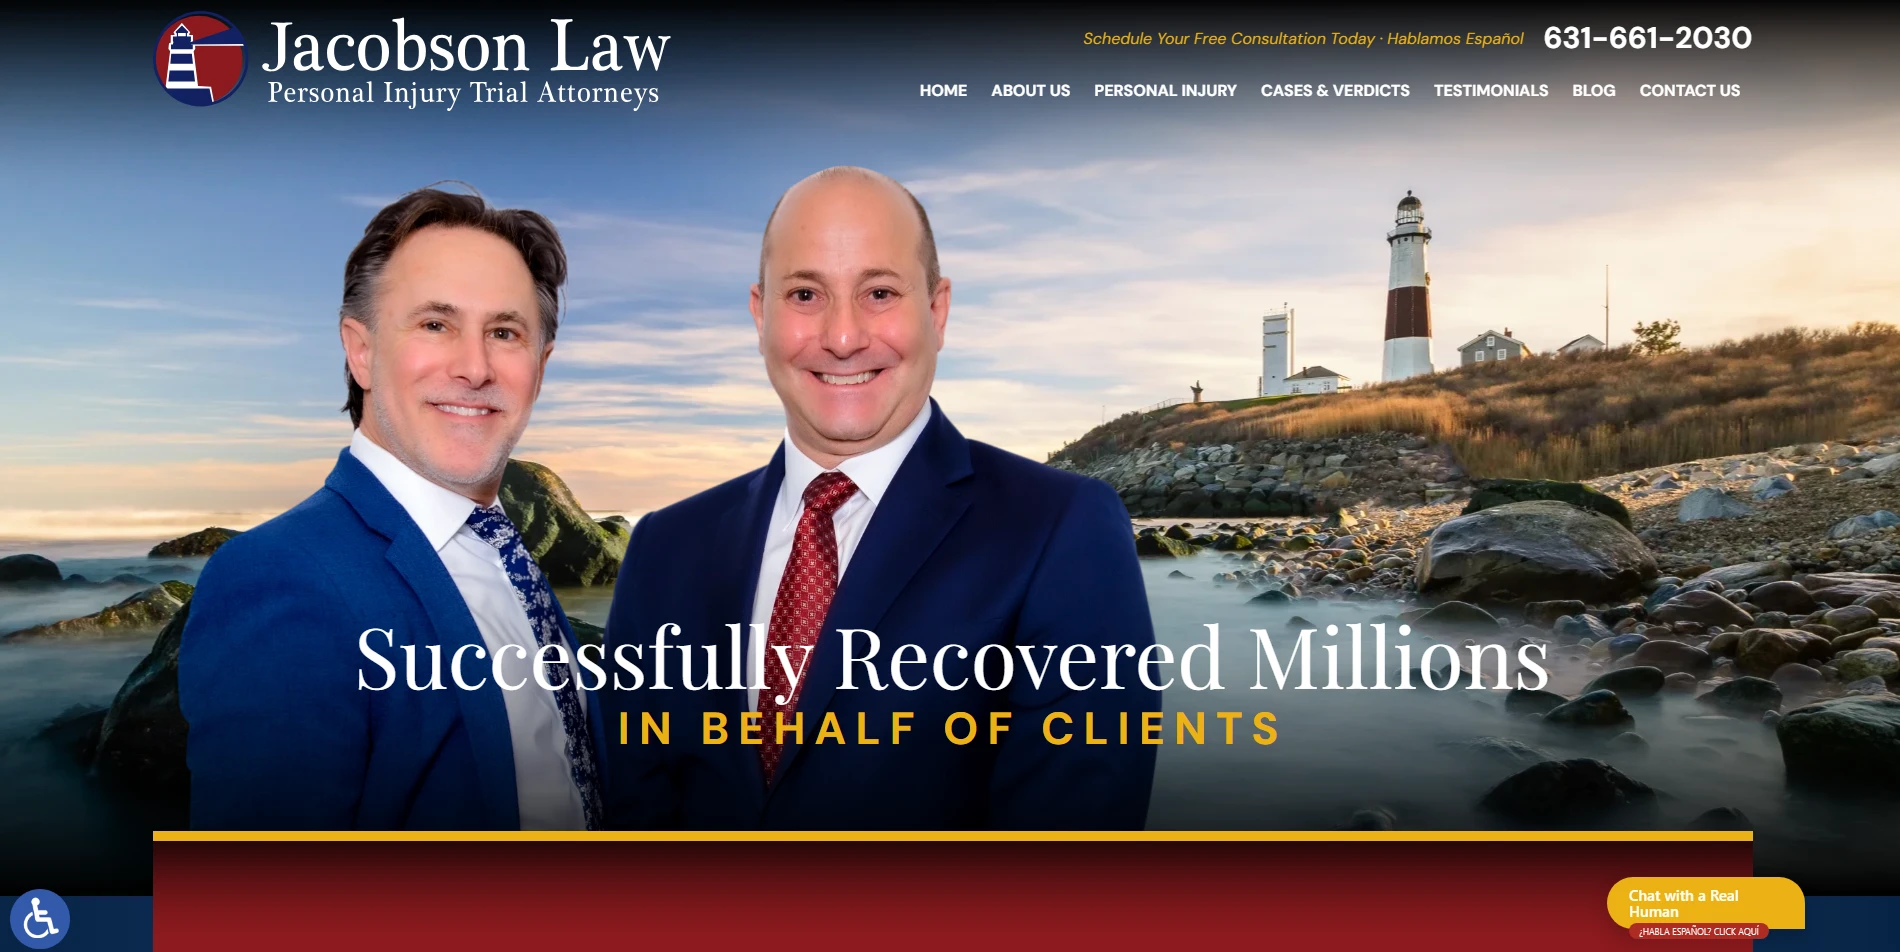 Jacobson Law
Personal Injury Trial Attorneys
Schedule Your Free Consultation Today · Hablamos Español 631-661-2030
HOME ABOUT US PERSONAL INJURY CASES & VERDICTS TESTIMONIALS BLOG CONTACT US
Successfully Recovered Millions
IN BEHALF OF CLIENTS
Chat with a Real
Human
¿HABLA ESPAÑOL? CLICK AQUÍ